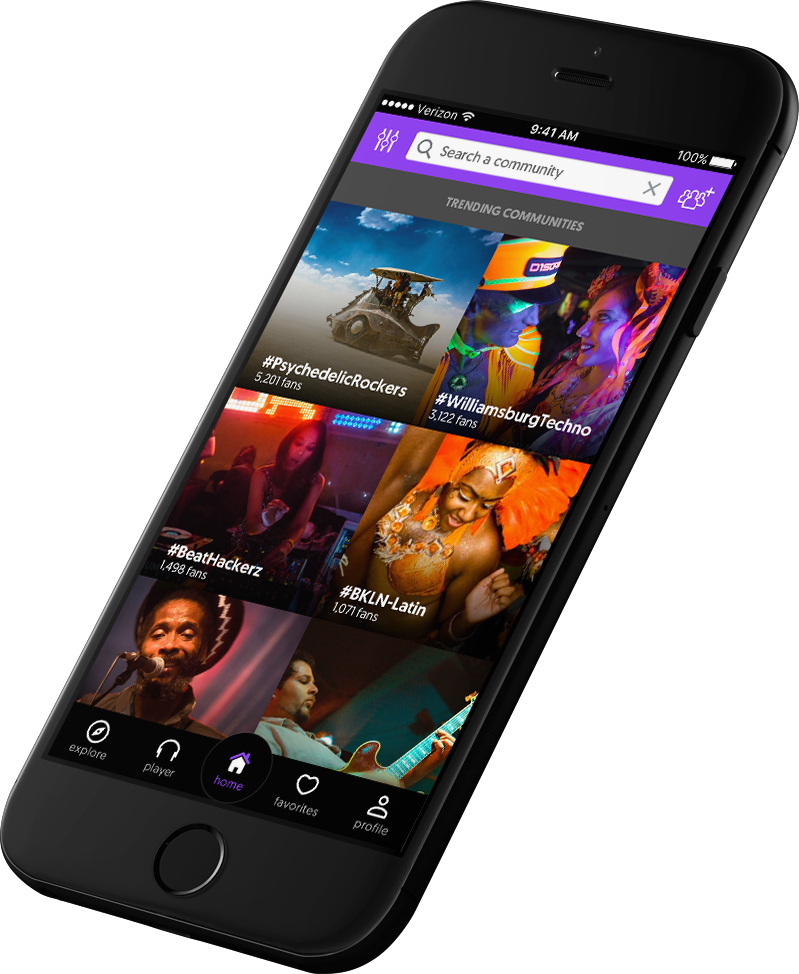 Verizon
9:41 AM
100%
Search a community
TRENDING COMMUNITIES
#PsychedelicRockers
5,201 fans
#WilliamsburgTechno
3,122 fans
#BeatHackerz
1,498 fans
#BKLN-Latin
1,071 fans
explore
player
home
favorites
profile